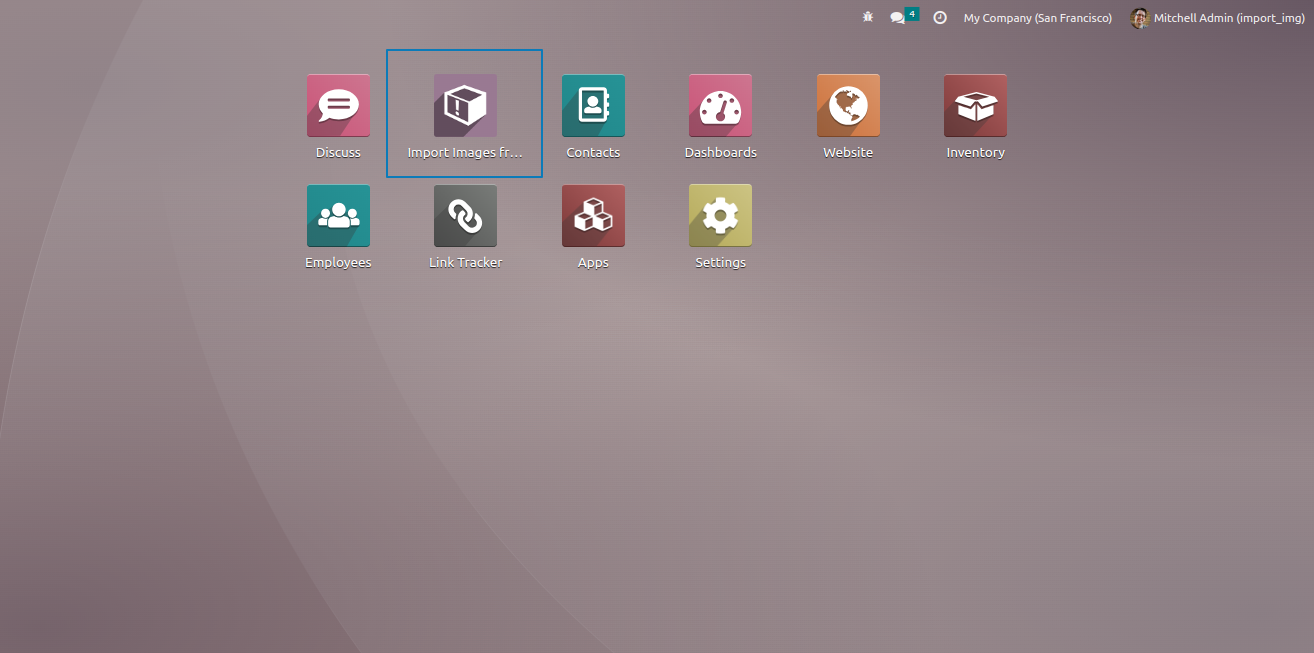 4
My Company (San Francisco)
Mitchell Admin (import_img)
Discuss
Import Images fr...
Contacts
Dashboards
Website
Inventory
Employees
Link Tracker
Apps
Settings